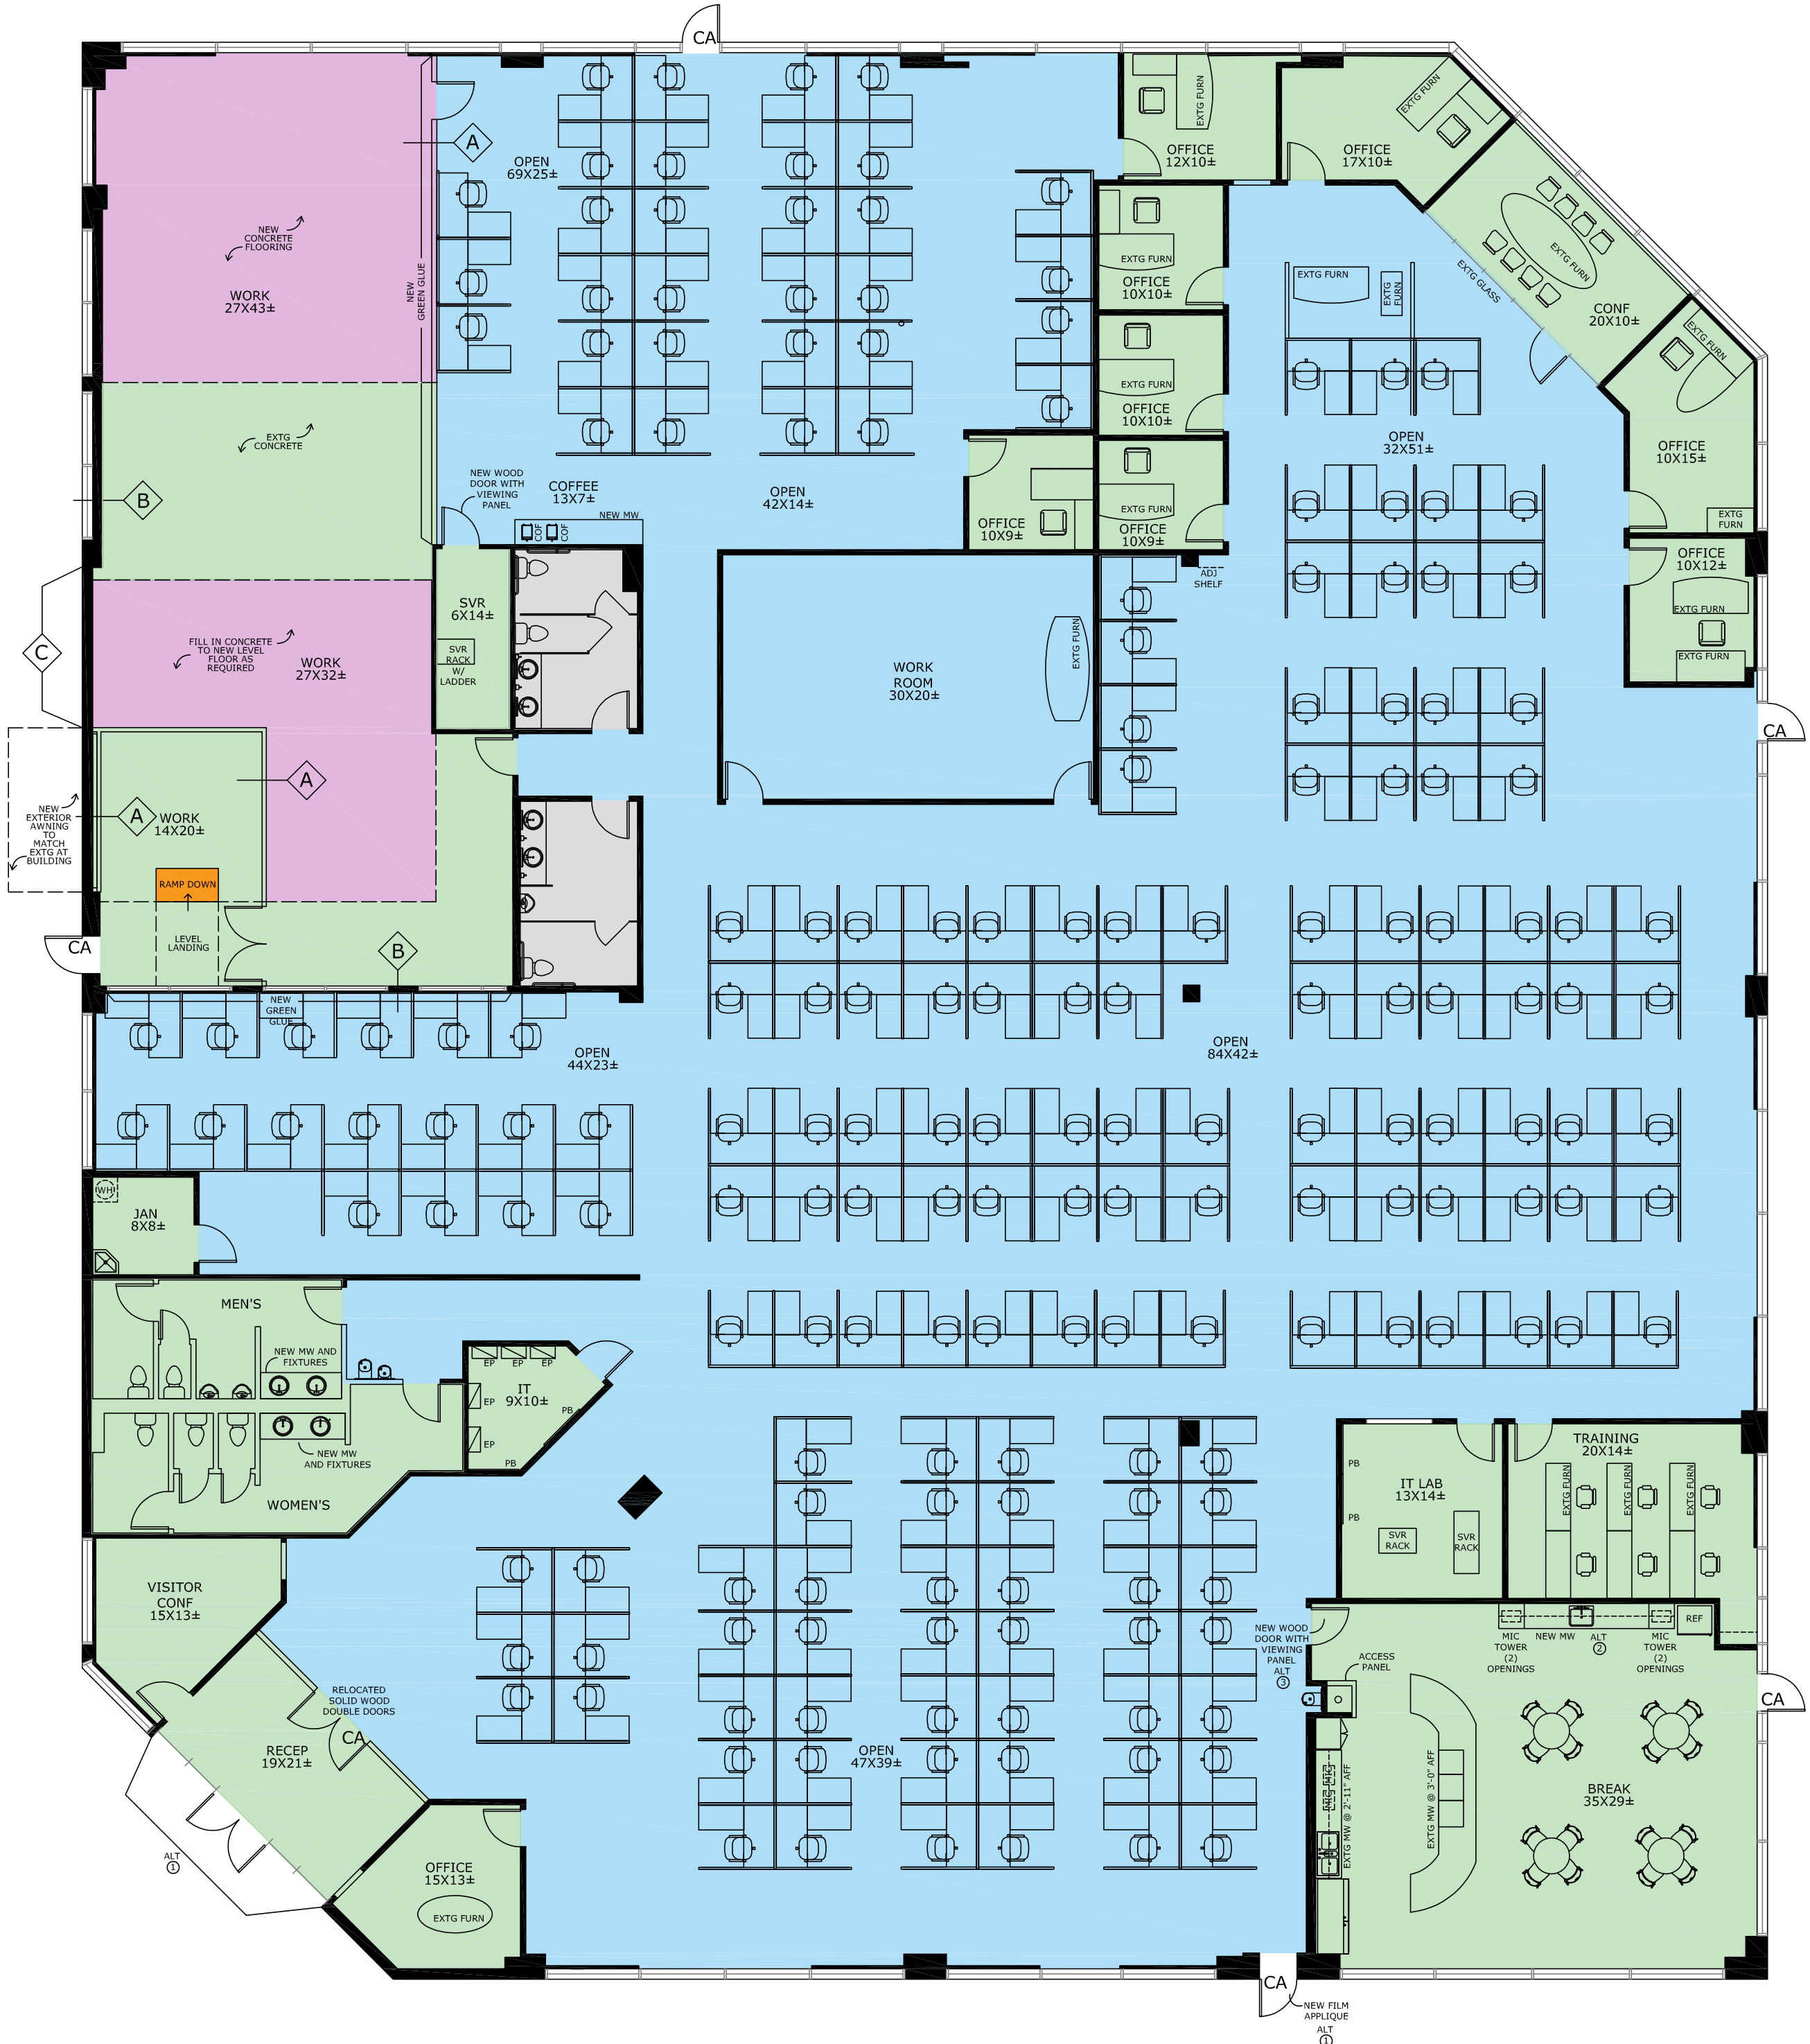 CA
A
OPEN
69X25±
OFFICE
12X10±
EXTG FURN
OFFICE
17X10±
EXTG FURN
NEW
CONCRETE
FLOORING
WORK
27X43±
NEW
GREEN GLUE
EXTG FURN
OFFICE
10X10±
EXTG FURN
EXTG
FURN
EXTG GLASS
EXTG FURN
CONF
20X10±
EXTG FURN
EXTG FURN
OFFICE
10X10±
EXTG
CONCRETE
B
NEW WOOD
DOOR WITH
VIEWING
PANEL
COFFEE
13X7±
NEW MW
COF
COF
OPEN
42X14±
OFFICE
10X9±
EXTG FURN
OFFICE
10X9±
OPEN
32X51±
OFFICE
10X15±
EXTG
FURN
OFFICE
10X12±
EXTG FURN
EXTG FURN
ADJ
SHELF
C
FILL IN CONCRETE
TO NEW LEVEL
FLOOR AS
REQUIRED
WORK
27X32±
SVR
6X14±
SVR
RACK
W/
LADDER
WORK
ROOM
30X20±
EXTG FURN
CA
A
NEW
EXTERIOR
AWNING
TO
MATCH
EXTG AT
BUILDING
A
WORK
14X20±
RAMP DOWN
LEVEL
LANDING
CA
B
NEW
GREEN
GLUE
OPEN
44X23±
OPEN
84X42±
WH
JAN
8X8±
MEN'S
NEW MW AND
FIXTURES
EP
EP
EP
EP
EP
IT
9X10±
PB
PB
NEW MW
AND FIXTURES
WOMEN'S
PB
IT LAB
13X14±
PB
SVR
RACK
SVR
RACK
TRAINING
20X14±
EXTG FURN
EXTG FURN
EXTG FURN
VISITOR
CONF
15X13±
RELOCATED
SOLID WOOD
DOUBLE DOORS
CA
RECEP
19X21±
ALT
1
OFFICE
15X13±
EXTG FURN
OPEN
47X39±
NEW WOOD
DOOR WITH
VIEWING
PANEL
ALT
3
ACCESS
PANEL
MIC
TOWER
(2)
OPENINGS
NEW MW
ALT
2
MIC
TOWER
(2)
OPENINGS
REF
CA
MIC
MIC
EXTG MW @ 2'-11" AFF
EXTG MW @ 3'-0" AFF
BREAK
35X29±
CA
NEW FILM
APPLIQUE
ALT
1